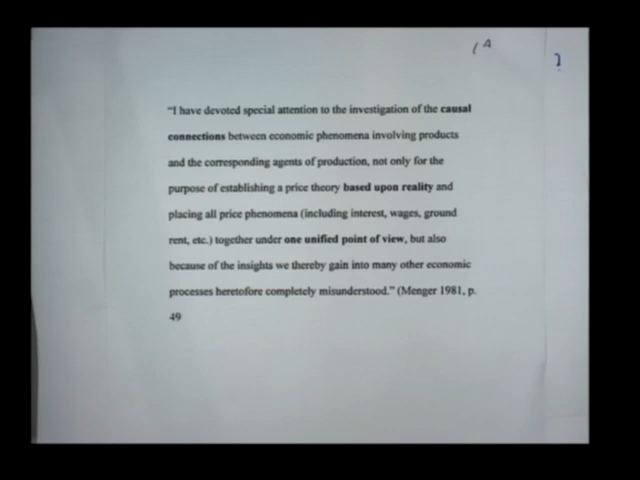 (A
"I have devoted special attention to the investigation of the causal
connections between economic phenomena involving products
and the corresponding agents of production, not only for the
purpose of establishing a price theory based upon reality and
placing all price phenomena (including interest, wages, ground
rent, etc.) together under one unified point of view, but also
because of the insights we thereby gain into many other economic
processes heretofore completely misunderstood." (Menger 1981, p.
49